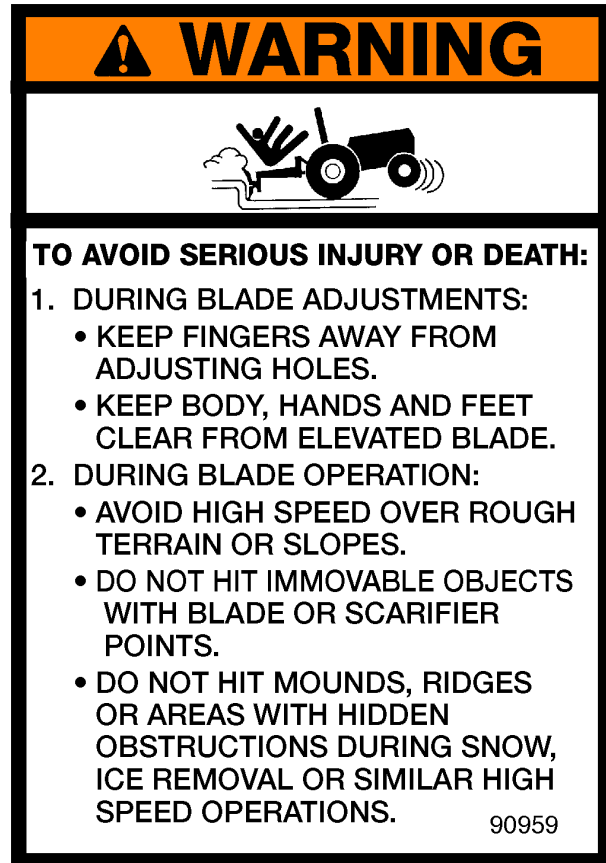 WARNING
TO AVOID SERIOUS INJURY OR DEATH:
1. DURING BLADE ADJUSTMENTS:
• KEEP FINGERS AWAY FROM
ADJUSTING HOLES.
• KEEP BODY, HANDS AND FEET
CLEAR FROM ELEVATED BLADE.
2. DURING BLADE OPERATION:
• AVOID HIGH SPEED OVER ROUGH
TERRAIN OR SLOPES.
• DO NOT HIT IMMOVABLE OBJECTS
WITH BLADE OR SCARIFIER
POINTS.
• DO NOT HIT MOUNDS, RIDGES
OR AREAS WITH HIDDEN
OBSTRUCTIONS DURING SNOW,
ICE REMOVAL OR SIMILAR HIGH
SPEED OPERATIONS.
90959